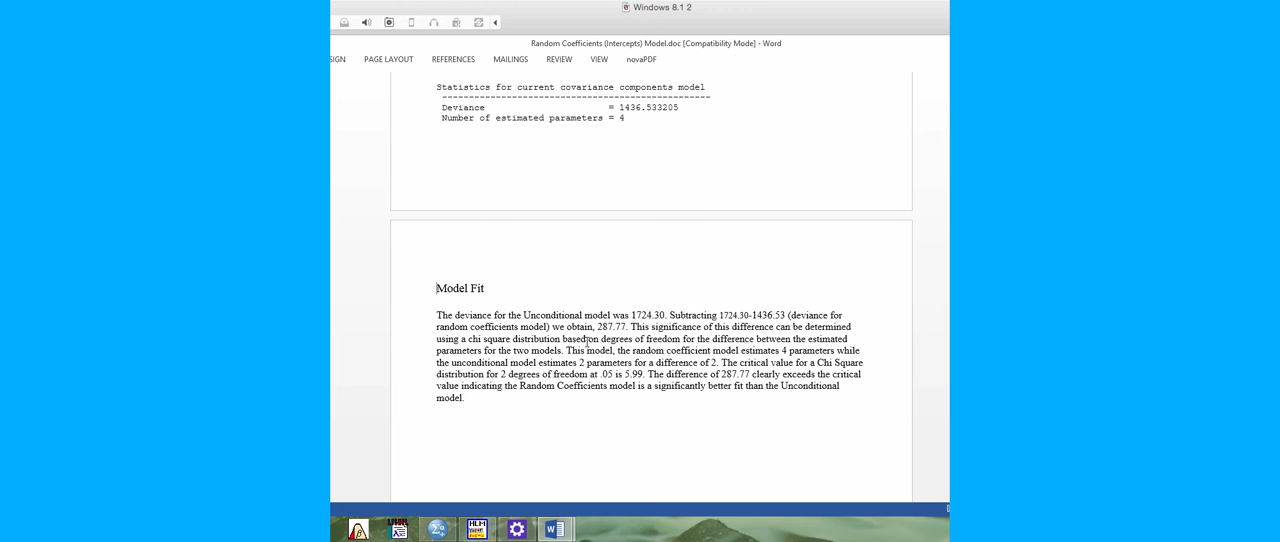 Windows 8.1 2
Random Coefficients (Intercepts) Model.doc [Compatibility Mode] - Word
SIGN PAGE LAYOUT REFERENCES MAILINGS REVIEW VIEW novaPDF
Statistics for current covariance components model
--------------------------------------------------
Deviance = 1436.533205
Number of estimated parameters = 4
Model Fit
The deviance for the Unconditional model was 1724.30. Subtracting 1724.30-1436.53 (deviance for
random coefficients model) we obtain, 287.77. This significance of this difference can be determined
using a chi square distribution based on degrees of freedom for the difference between the estimated
parameters for the two models. This model, the random coefficient model estimates 4 parameters while
the unconditional model estimates 2 parameters for a difference of 2. The critical value for a Chi Square
distribution for 2 degrees of freedom at .05 is 5.99. The difference of 287.77 clearly exceeds the critical
value indicating the Random Coefficients model is a significantly better fit than the Unconditional
model.
HLM